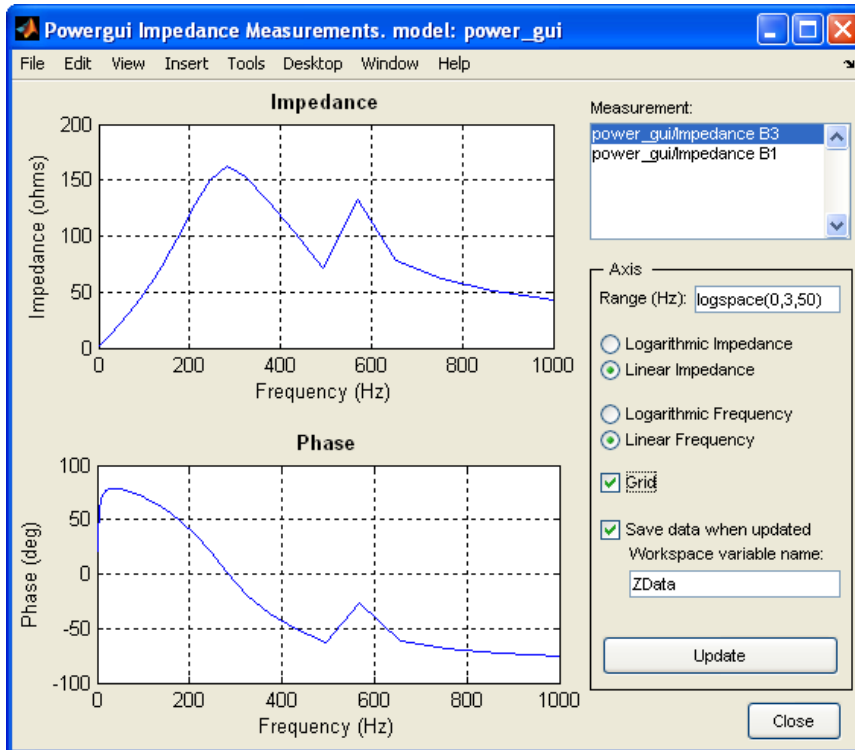 Powergui Impedance Measurements. model: power_gui
File Edit View Insert Tools Desktop Window Help
Impedance
200
150
100
50
0
Impedance (ohms)
0 200 400 600 800 1000
Frequency (Hz)
Phase
100
50
0
-50
-100
Phase (deg)
0 200 400 600 800 1000
Frequency (Hz)
Measurement:
power_gui/Impedance B3
power_gui/Impedance B1
Axis
Range (Hz): logspace(0,3,50)
Logarithmic Impedance
Linear Impedance
Logarithmic Frequency
Linear Frequency
Grid
Save data when updated
Workspace variable name:
ZData
Update
Close